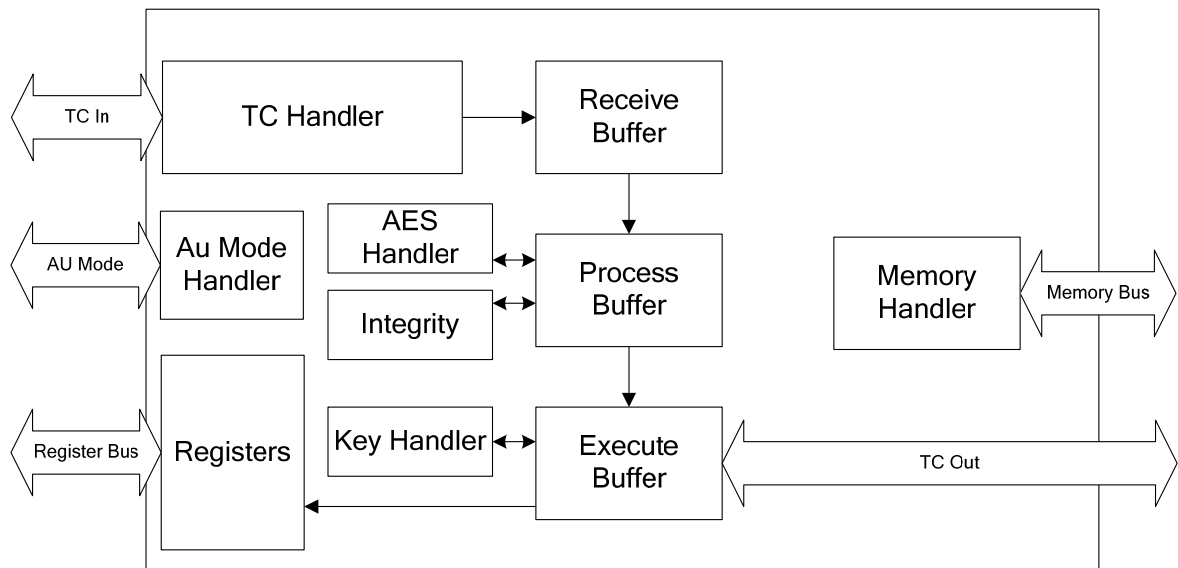 TC In
TC Handler
Receive
Buffer
AU Mode
Au Mode
Handler
AES
Handler
Integrity
Process
Buffer
Memory
Handler
Memory Bus
Register Bus
Registers
Key Handler
Execute
Buffer
TC Out